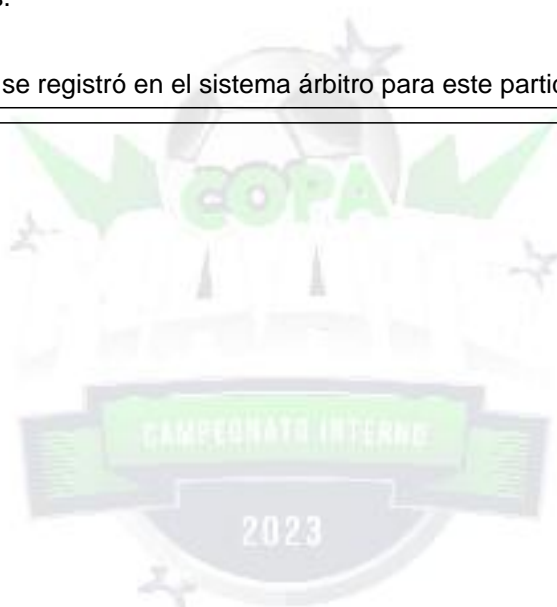 s.
se registró en el sistema árbitro para este partic
COPA
CAMPEONATO INTERNO
2023